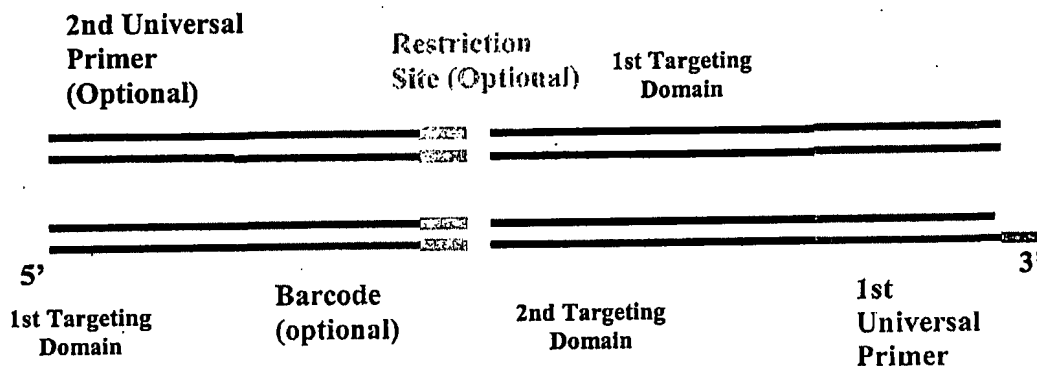 2nd Universal
Primer
(Optional)
Restriction
Site (Optional)
1st Targeting
Domain
5'
3'
1st Targeting
Domain
Barcode
(optional)
2nd Targeting
Domain
1st
Universal
Primer